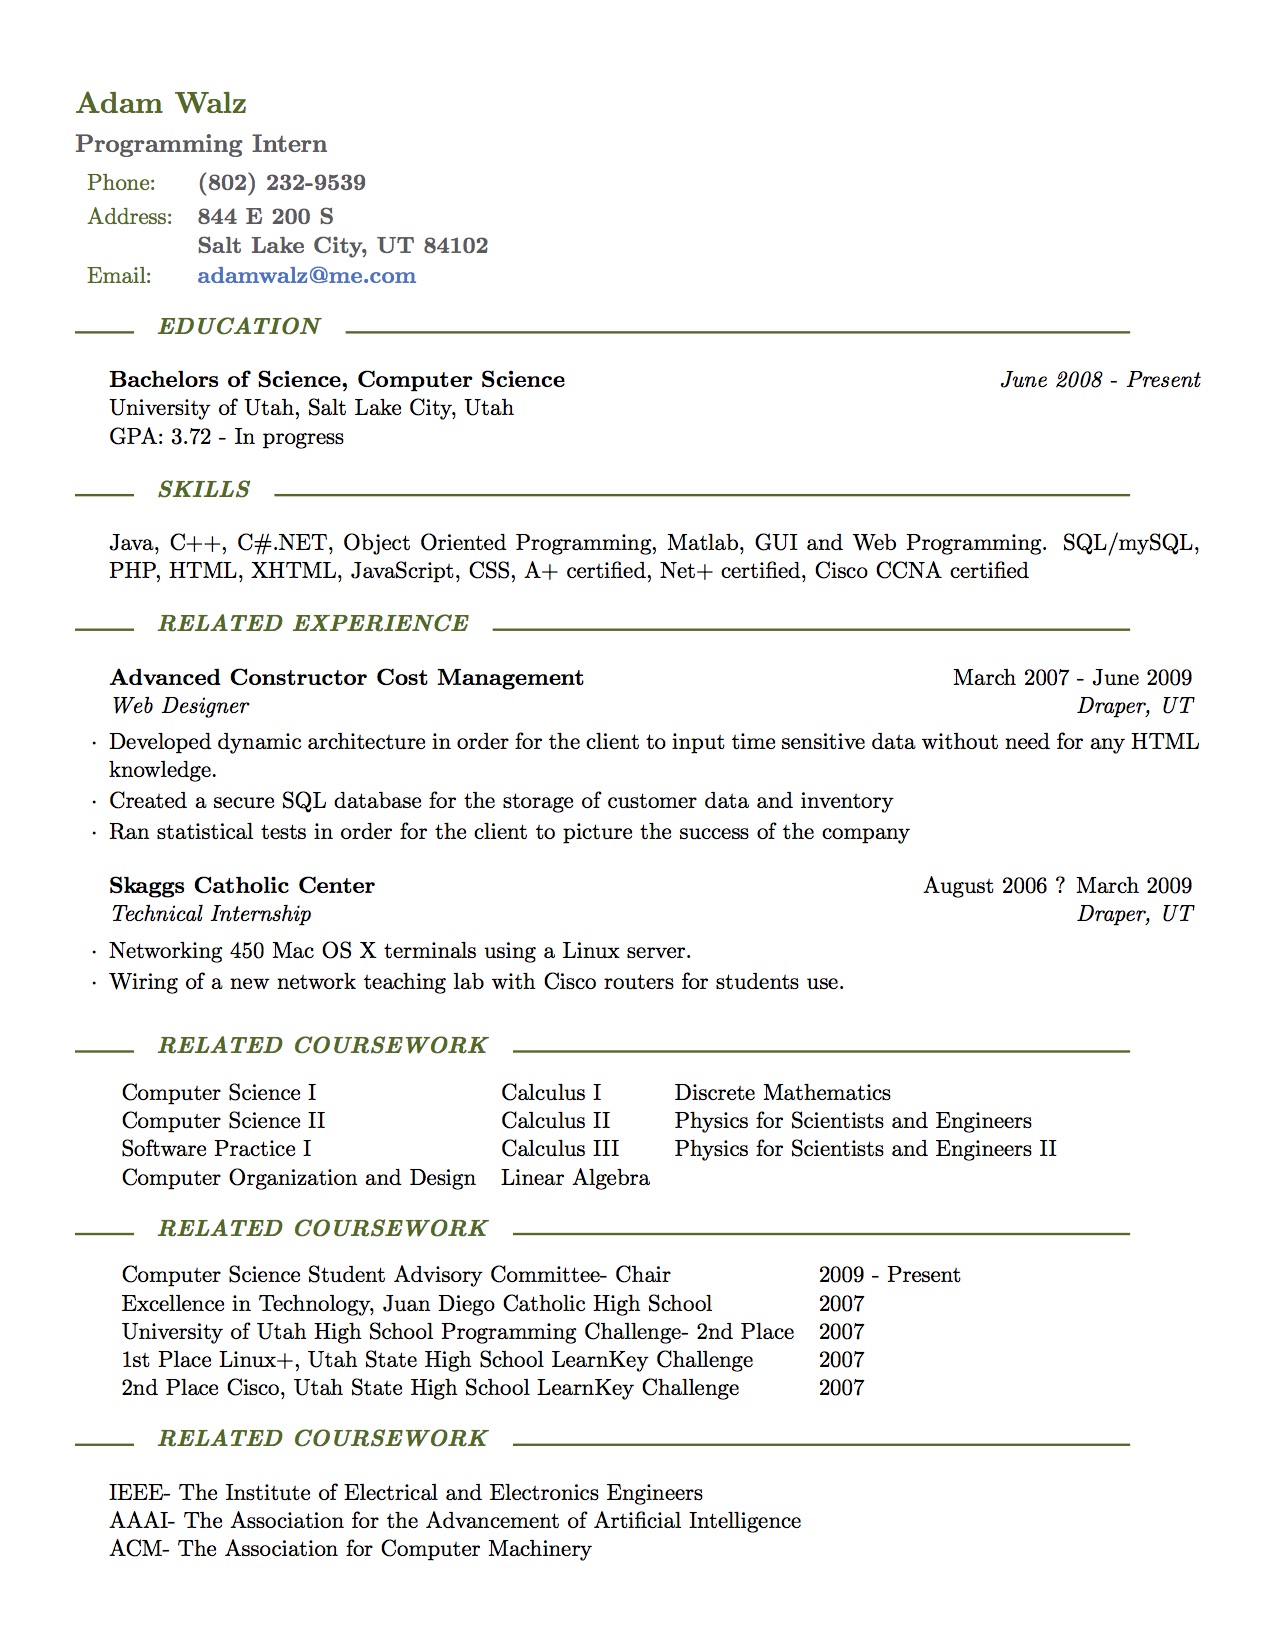 Adam Walz
Programming Intern
Phone: (802) 232-9539
Address: 844 E 200 S
Salt Lake City, UT 84102
Email: adamwalz@me.com
EDUCATION
Bachelors of Science, Computer Science June 2008 - Present
University of Utah, Salt Lake City, Utah
GPA: 3.72 - In progress
SKILLS
Java, C++, C#.NET, Object Oriented Programming, Matlab, GUI and Web Programming. SQL/mySQL,
PHP, HTML, XHTML, JavaScript, CSS, A+ certified, Net+ certified, Cisco CCNA certified
RELATED EXPERIENCE
Advanced Constructor Cost Management March 2007 - June 2009
Web Designer Draper, UT
· Developed dynamic architecture in order for the client to input time sensitive data without need for any HTML
knowledge.
· Created a secure SQL database for the storage of customer data and inventory
· Ran statistical tests in order for the client to picture the success of the company
Skaggs Catholic Center August 2006 ? March 2009
Technical Internship Draper, UT
· Networking 450 Mac OS X terminals using a Linux server.
· Wiring of a new network teaching lab with Cisco routers for students use.
RELATED COURSEWORK
Computer Science I Calculus I Discrete Mathematics
Computer Science II Calculus II Physics for Scientists and Engineers
Software Practice I Calculus III Physics for Scientists and Engineers II
Computer Organization and Design Linear Algebra
RELATED COURSEWORK
Computer Science Student Advisory Committee- Chair 2009 - Present
Excellence in Technology, Juan Diego Catholic High School 2007
University of Utah High School Programming Challenge- 2nd Place 2007
1st Place Linux+, Utah State High School LearnKey Challenge 2007
2nd Place Cisco, Utah State High School LearnKey Challenge 2007
RELATED COURSEWORK
IEEE- The Institute of Electrical and Electronics Engineers
AAAI- The Association for the Advancement of Artificial Intelligence
ACM- The Association for Computer Machinery